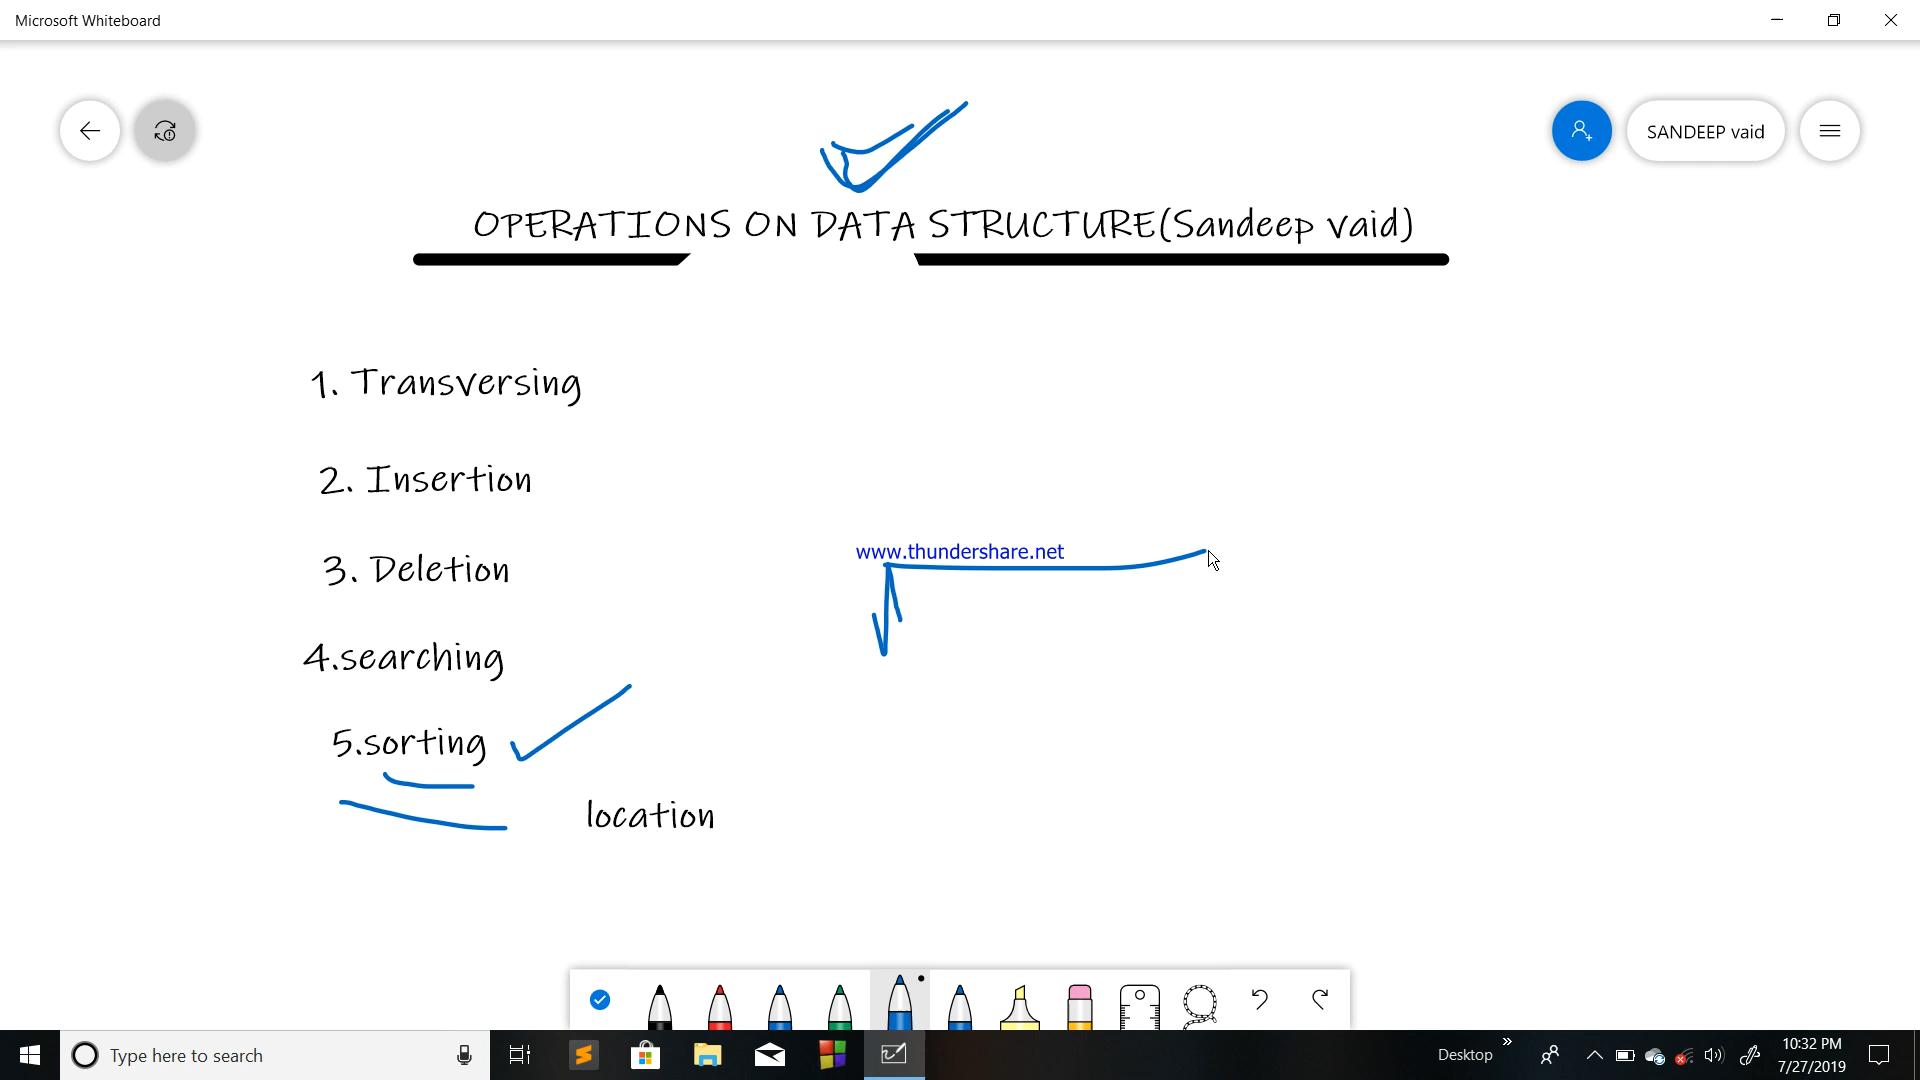 Microsoft Whiteboard
SANDEEP vaid
OPERATIONS ON DATA STRUCTURE(Sandeep vaid)
1. Transversing
2. Insertion
www.thundershare.net
3. Deletion
4.searching
5.sorting
location
Type here to search
Desktop
10:32 PM
7/27/2019